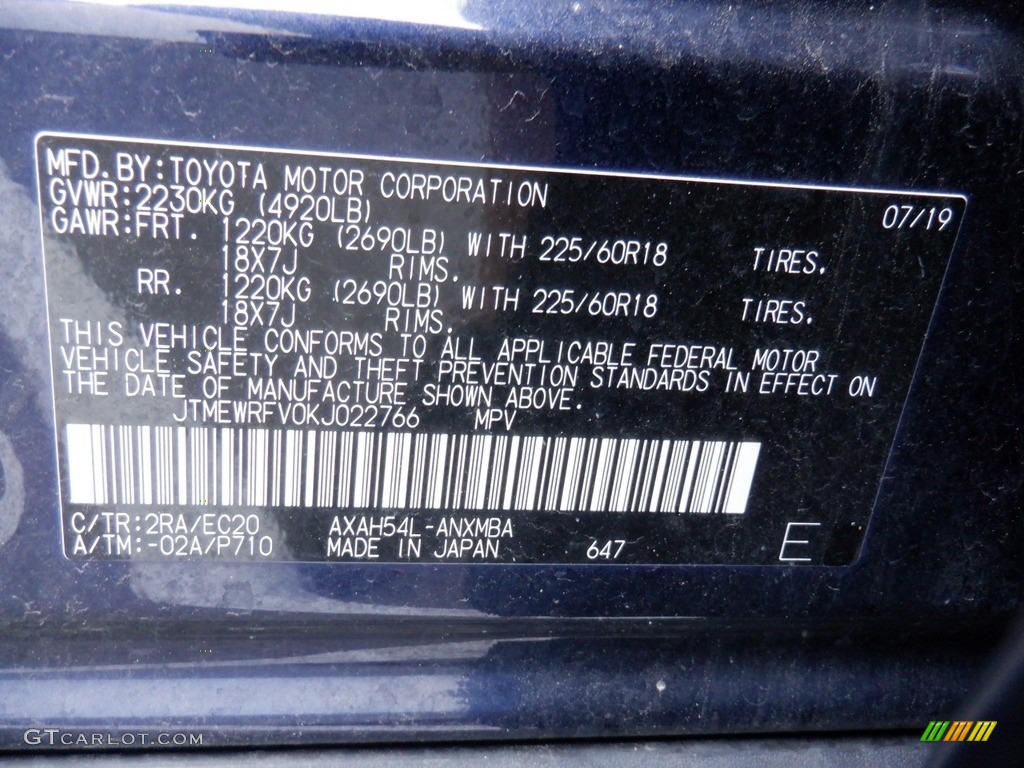 MFD.BY:TOYOTA MOTOR CORPORATION 07/19
GVWR:2230KG (4920LB)
GAWR:FRT. 1220KG (2690LB) WITH 225/60R18 TIRES.
18X7J RIMS.
RR. 1220KG (2690LB) WITH 225/60R18 TIRES.
18X7J RIMS.
THIS VEHICLE CONFORMS TO ALL APPLICABLE FEDERAL MOTOR
VEHICLE SAFETY AND THEFT PREVENTION STANDARDS IN EFFECT ON
THE DATE OF MANUFACTURE SHOWN ABOVE.
JTMEWRFV0KJ022766 MPV
C/TR:2RA/EC20 AXAH54L-ANXMBA
A/TM:-02A/P710 MADE IN JAPAN 647 E
GTCARLOT.COM